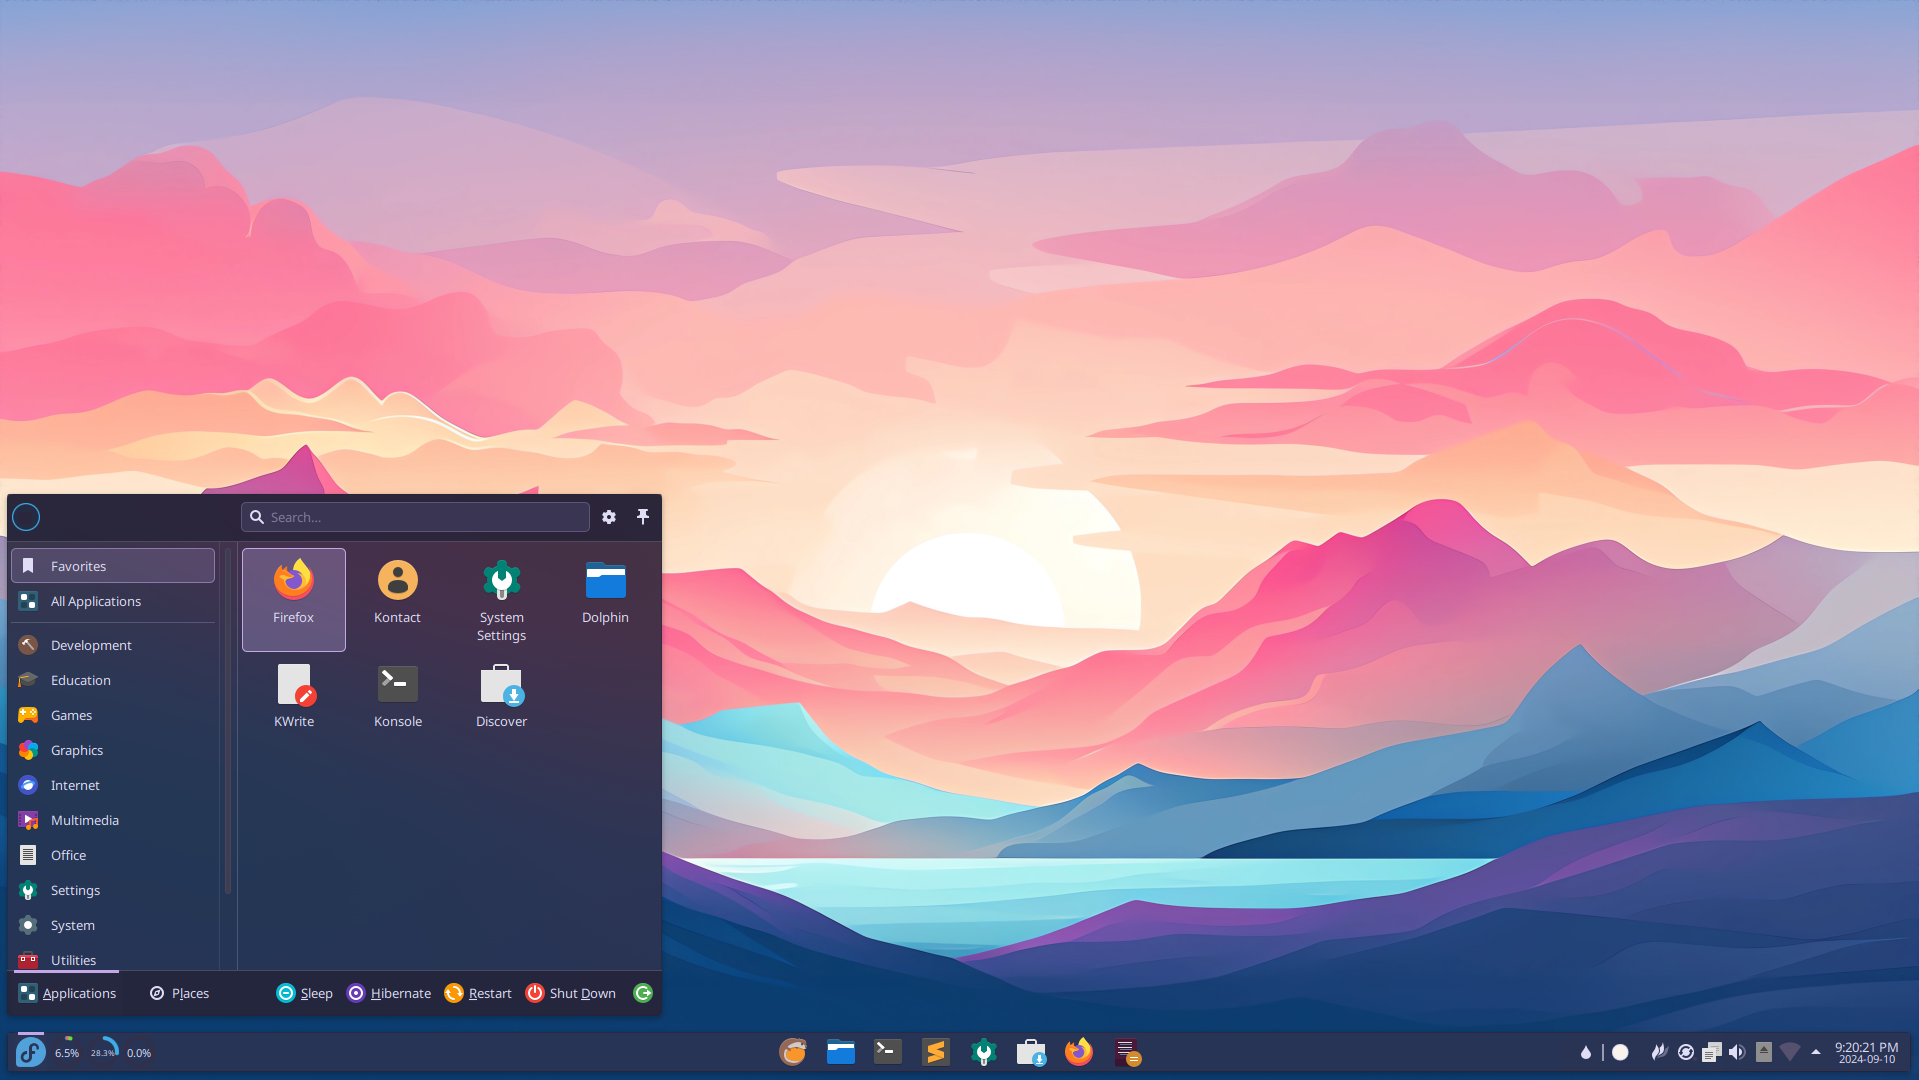 Search...
Favorites
All Applications
Development
Education
Games
Graphics
Internet
Multimedia
Office
Settings
System
Utilities
Firefox
Kontact
System
Settings
Dolphin
KWrite
Konsole
Discover
Applications
Places
Sleep
Hibernate
Restart
Shut Down
6.5%
28.3%
0.0%
9:20:21 PM
2024-09-10